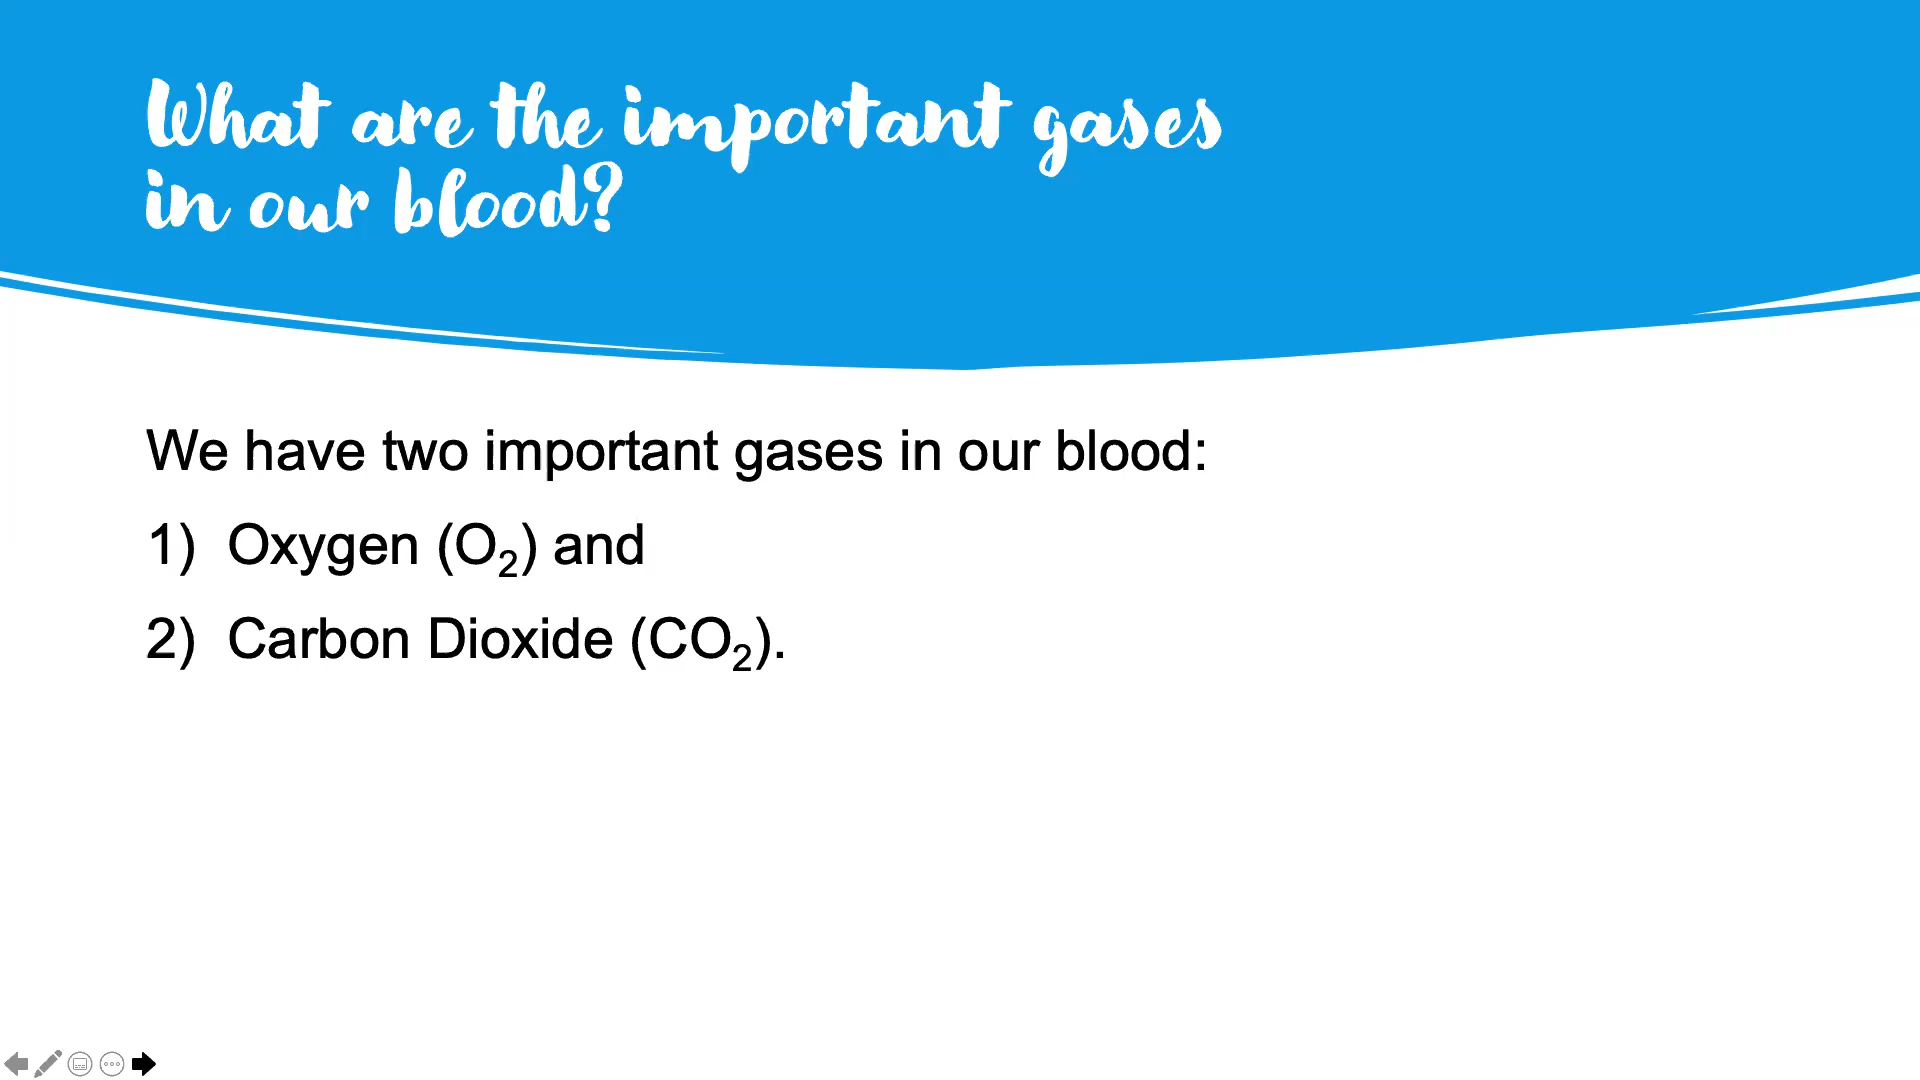 What are the important gases
in our blood?
We have two important gases in our blood:
1) Oxygen (O₂) and
2) Carbon Dioxide (CO₂).